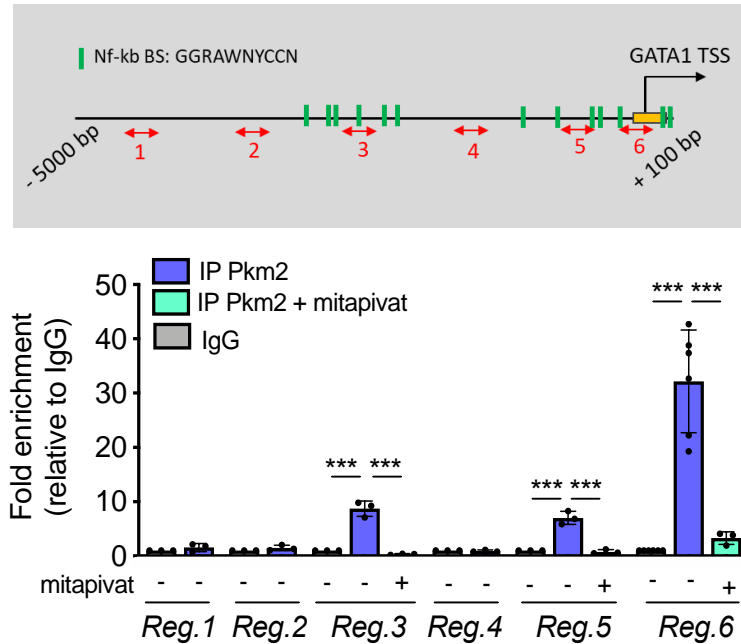 Nf-kb BS: GGRAWNYCCN
GATA1 TSS
1 2 3 4 5 6
- 5000 bp
+ 100 bp
IP Pkm2
IP Pkm2 + mitapivat
IgG
Fold enrichment
(relative to IgG)
50
40
30
20
10
0
*** ***
*** ***
*** ***
mitapivat - - - - - - + - - - - + - - +
Reg.1 Reg.2 Reg.3 Reg.4 Reg.5 Reg.6